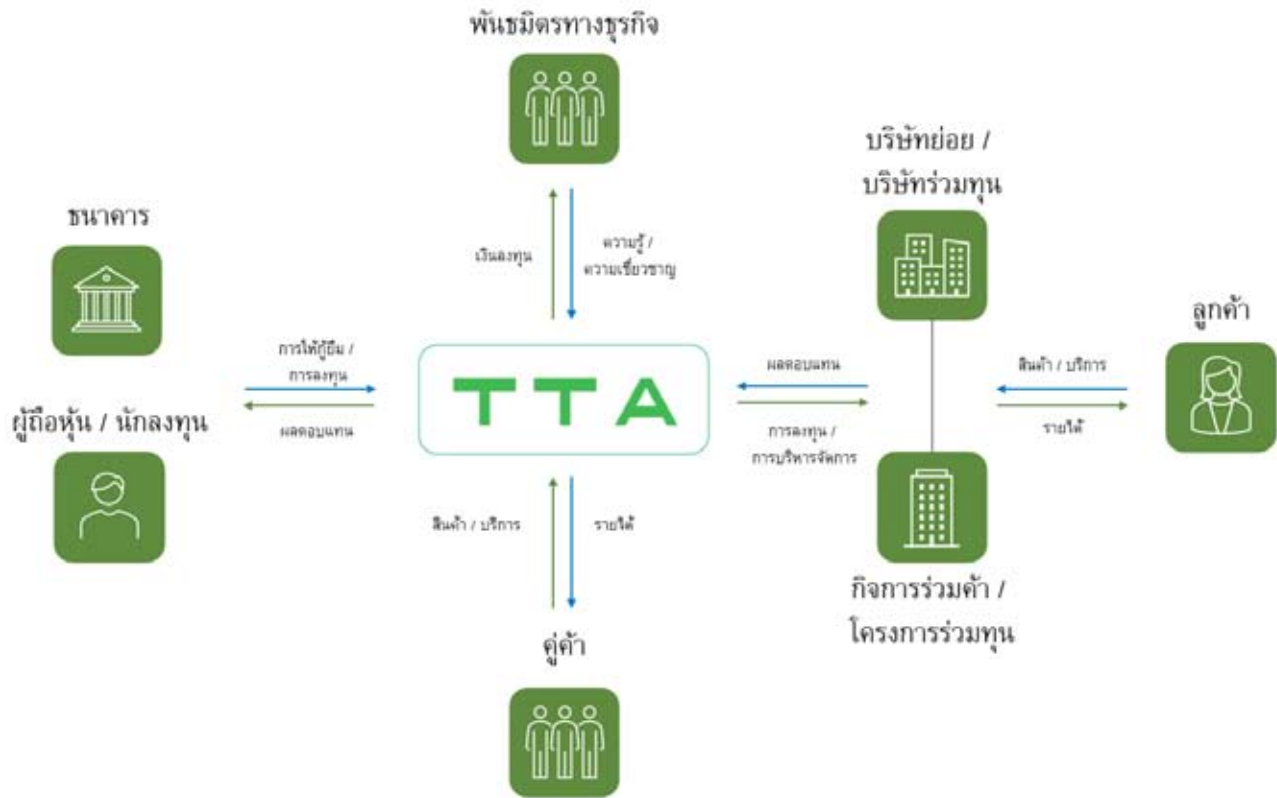 พันธมิตรทางธุรกิจ
บริษัทย่อย /
บริษัทร่วมทุน
ธนาคาร
เงินลงทุน
ความรู้ /
ความเชี่ยวชาญ
ลูกค้า
การให้กู้ยืม /
การลงทุน
TTA
ผลตอบแทน
สินค้า / บริการ
ผู้ถือหุ้น / นักลงทุน
ผลตอบแทน
การลงทุน /
การบริหารจัดการ
รายได้
สินค้า / บริการ
รายได้
กิจการร่วมค้า /
โครงการร่วมทุน
คู่ค้า